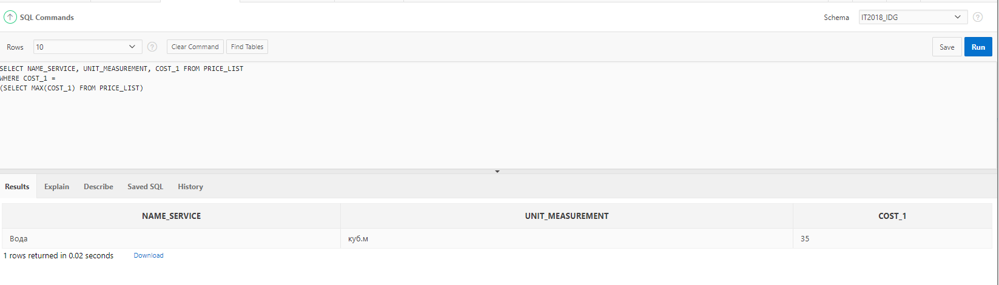 SQL Commands
Schema IT2018_IDG
Rows 10 Clear Command Find Tables Save Run
SELECT NAME_SERVICE, UNIT_MEASUREMENT, COST_1 FROM PRICE_LIST
WHERE COST_1 =
(SELECT MAX(COST_1) FROM PRICE_LIST)
Results Explain Describe Saved SQL History
NAME_SERVICE UNIT_MEASUREMENT COST_1
Вода куб.м 35
1 rows returned in 0.02 seconds Download